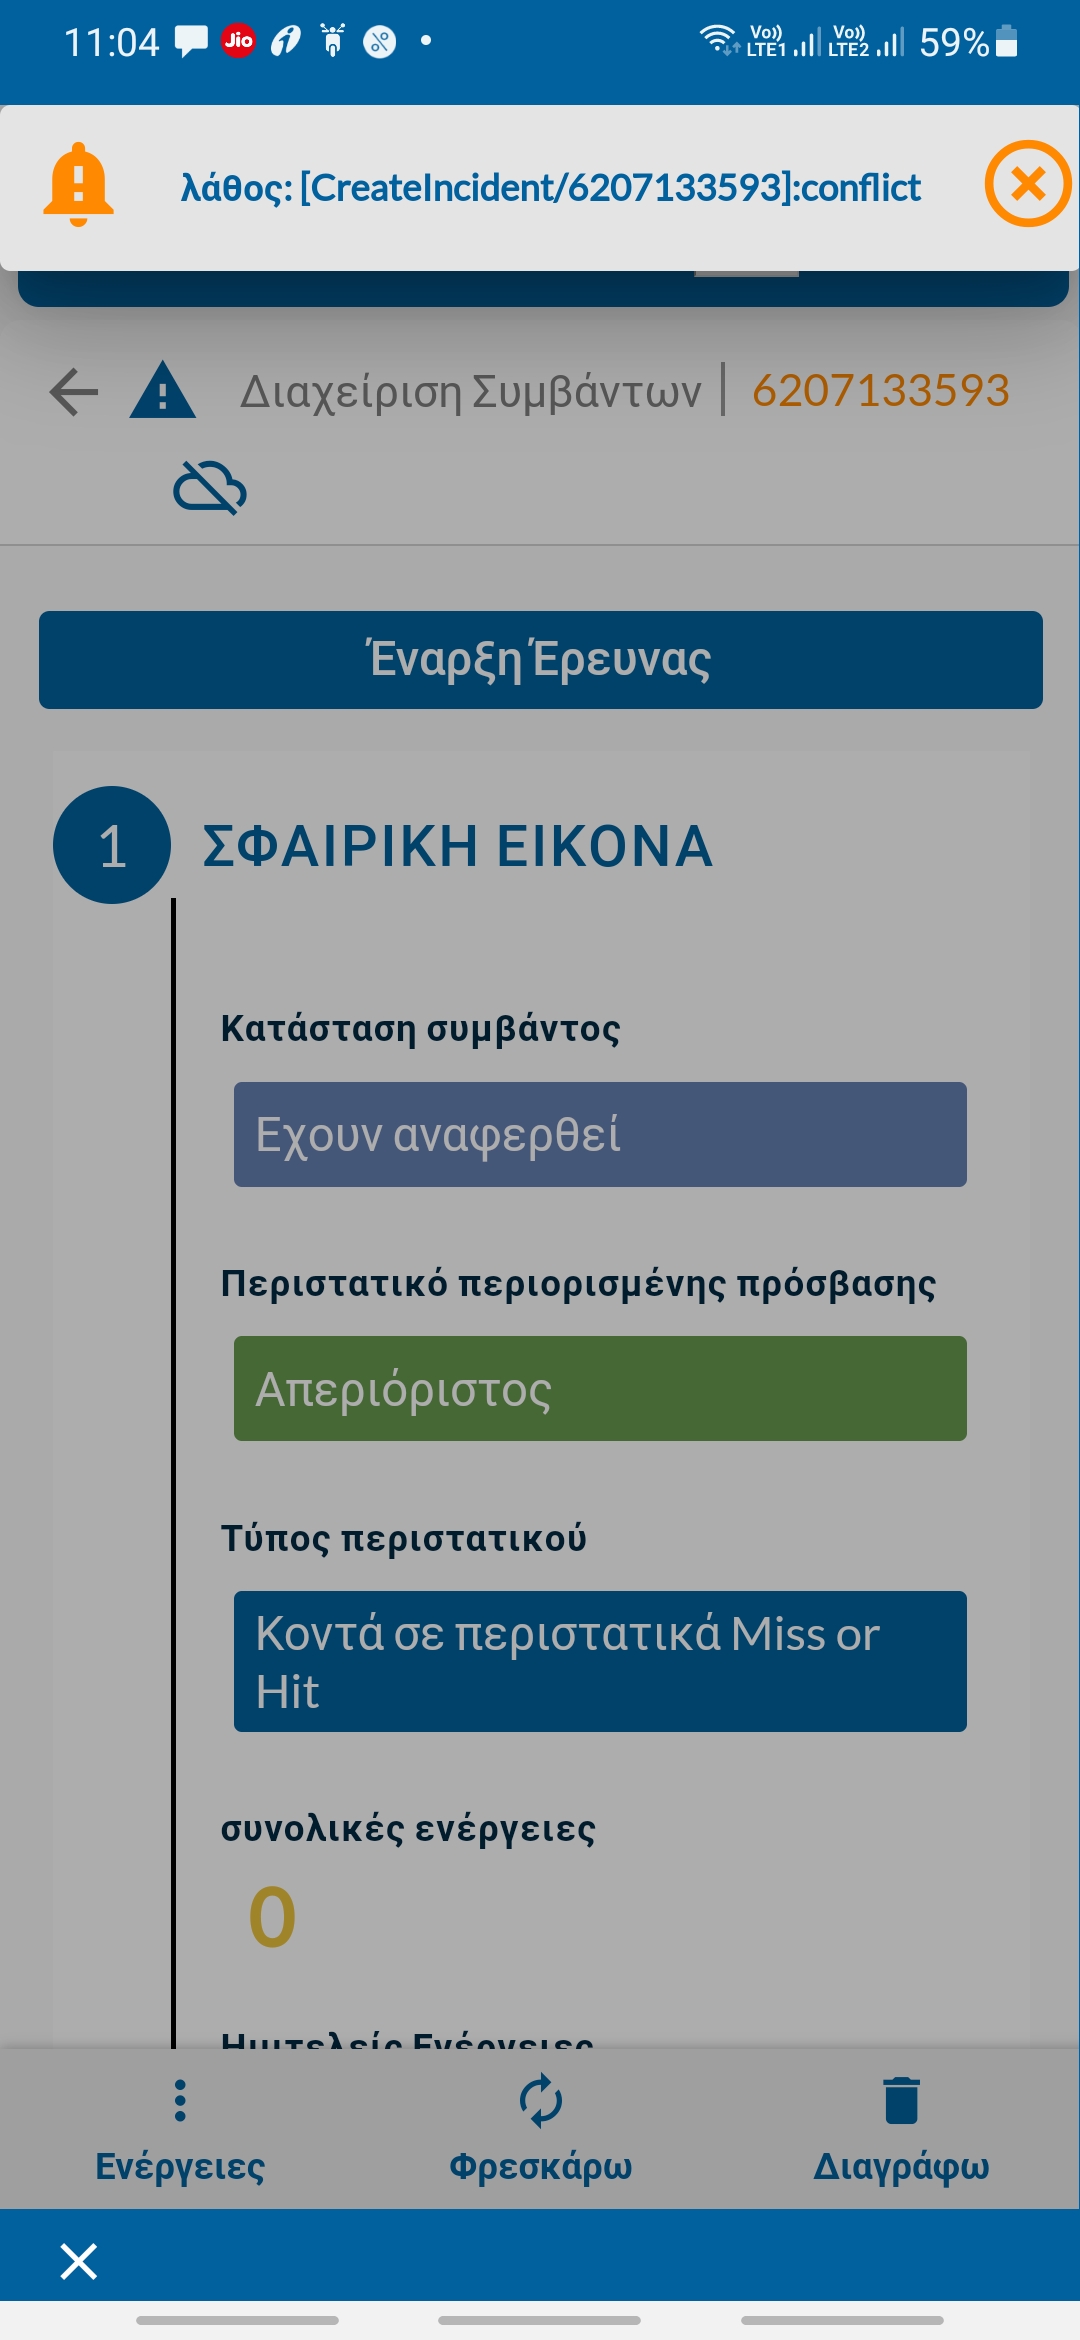 11:04 Jio Vo)) LTE1 Vo)) LTE2 59%
λάθος: [CreateIncident/6207133593]:conflict
Διαχείριση Συμβάντων | 6207133593
Έναρξη Έρευνας
1 ΣΦΑΙΡΙΚΗ ΕΙΚΟΝΑ
Κατάσταση συμβάντος
Εχουν αναφερθεί
Περιστατικό περιορισμένης πρόσβασης
Απεριόριστος
Τύπος περιστατικού
Κοντά σε περιστατικά Miss or
Hit
συνολικές ενέργειες
0
Ημιτελείς Ενέργειες
Ενέργειες Φρεσκάρω Διαγράφω